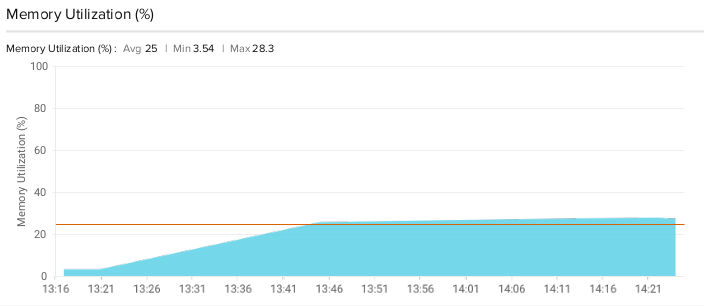 Memory Utilization (%)
Memory Utilization (%) : Avg 25 | Min 3.54 | Max 28.3
100
80
60
40
20
0
Memory Utilization (%)
13:16 13:21 13:26 13:31 13:36 13:41 13:46 13:51 13:56 14:01 14:06 14:11 14:16 14:21